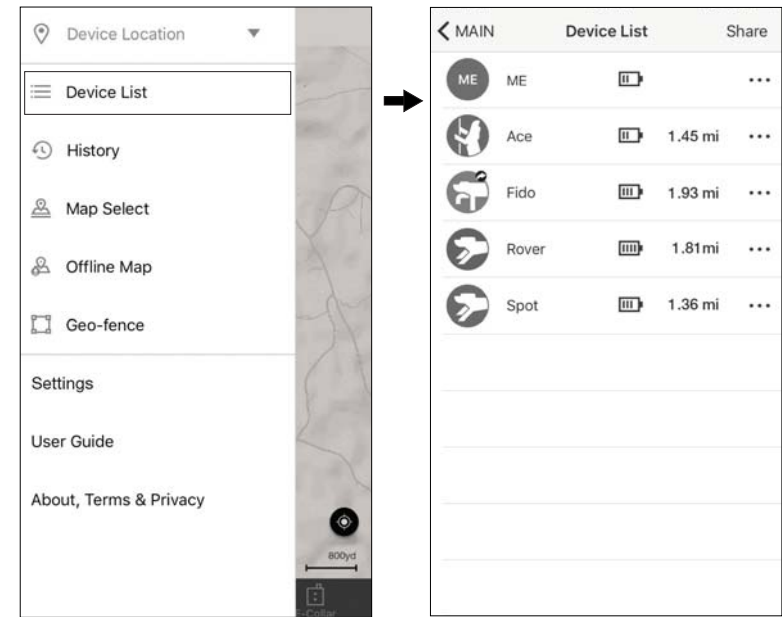 Device Location
Device List
History
Map Select
Offline Map
Geo-fence
Settings
User Guide
About, Terms & Privacy
800yd
E-Collar
MAIN Device List Share
ME ME
Ace 1.45 mi
Fido 1.93 mi
Rover 1.81mi
Spot 1.36 mi